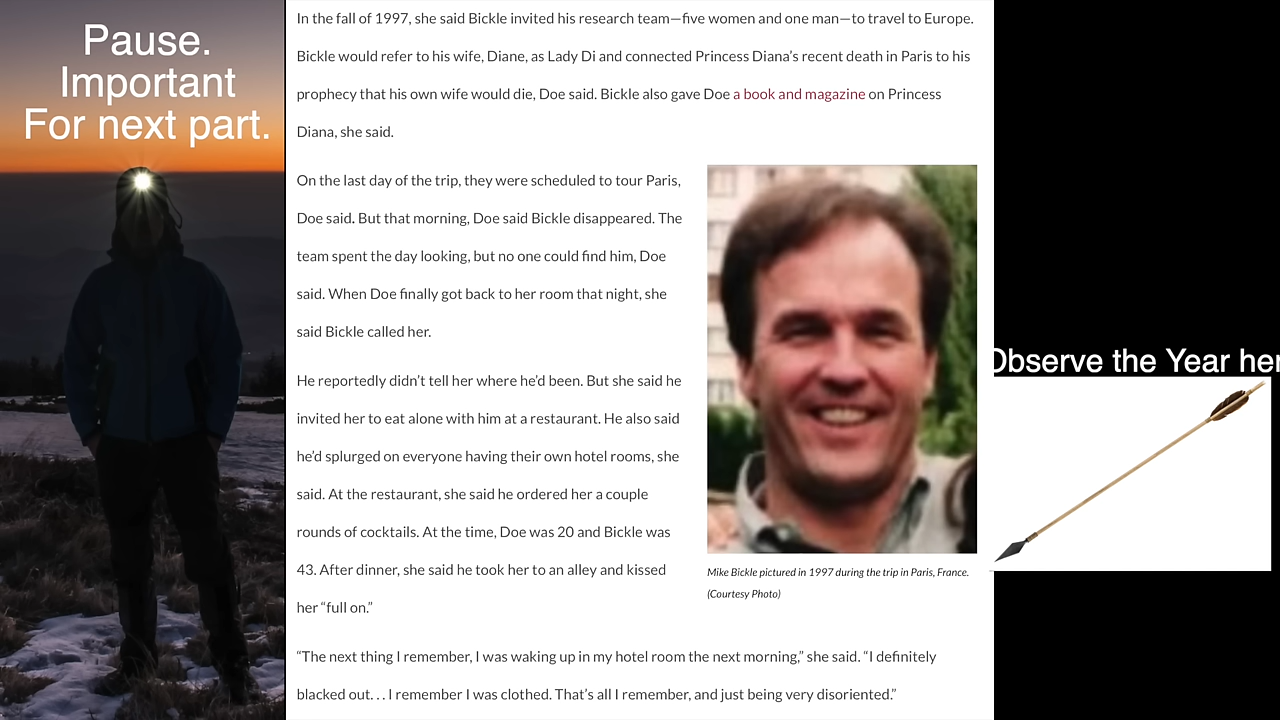 Pause.
Important
For next part.
In the fall of 1997, she said Bickle invited his research team—five women and one man—to travel to Europe.
Bickle would refer to his wife, Diane, as Lady Di and connected Princess Diana’s recent death in Paris to his
prophecy that his own wife would die, Doe said. Bickle also gave Doe a book and magazine on Princess
Diana, she said.
On the last day of the trip, they were scheduled to tour Paris,
Doe said. But that morning, Doe said Bickle disappeared. The
team spent the day looking, but no one could find him, Doe
said. When Doe finally got back to her room that night, she
said Bickle called her.
He reportedly didn’t tell her where he’d been. But she said he
invited her to eat alone with him at a restaurant. He also said
he’d splurged on everyone having their own hotel rooms, she
said. At the restaurant, she said he ordered her a couple
rounds of cocktails. At the time, Doe was 20 and Bickle was
43. After dinner, she said he took her to an alley and kissed
her “full on.”
Mike Bickle pictured in 1997 during the trip in Paris, France.
(Courtesy Photo)
“The next thing I remember, I was waking up in my hotel room the next morning,” she said. “I definitely
blacked out. . . I remember I was clothed. That’s all I remember, and just being very disoriented.”
Observe the Year her